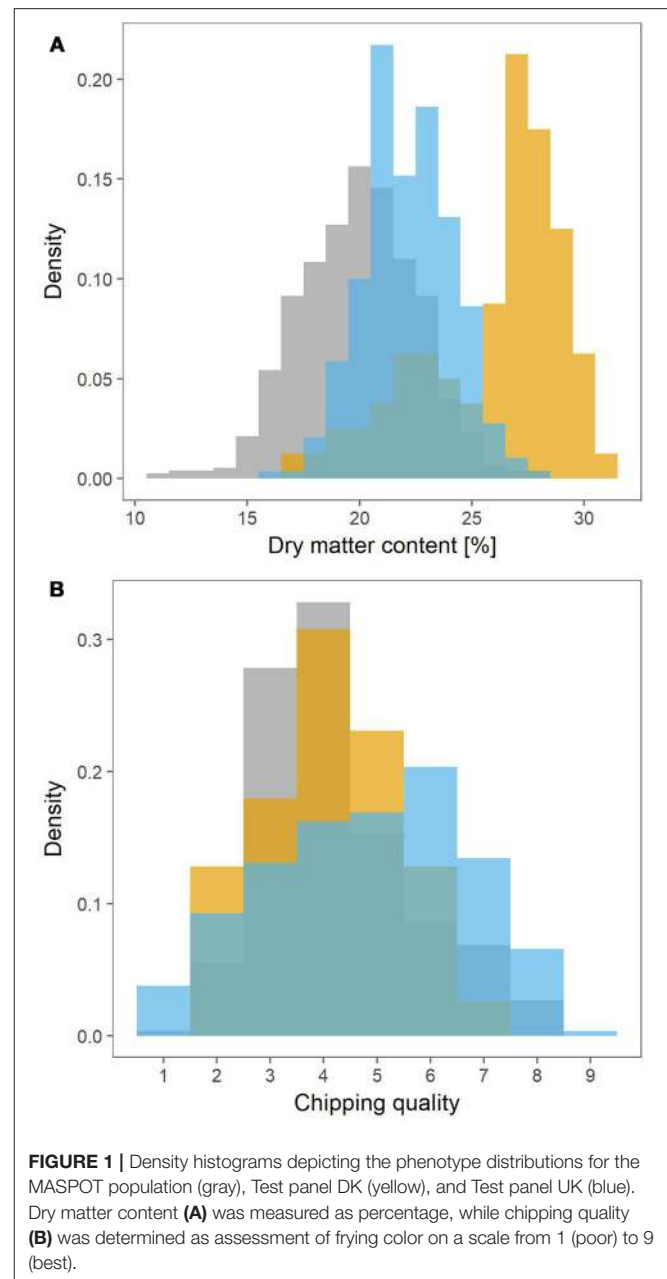 A
0.20
0.15
0.10
0.05
0.00
Density
10 15 20 25 30
Dry matter content [%]
B
0.3
0.2
0.1
0.0
Density
1 2 3 4 5 6 7 8 9
Chipping quality
FIGURE 1 | Density histograms depicting the phenotype distributions for the
MASPOT population (gray), Test panel DK (yellow), and Test panel UK (blue).
Dry matter content (A) was measured as percentage, while chipping quality
(B) was determined as assessment of frying color on a scale from 1 (poor) to 9
(best).